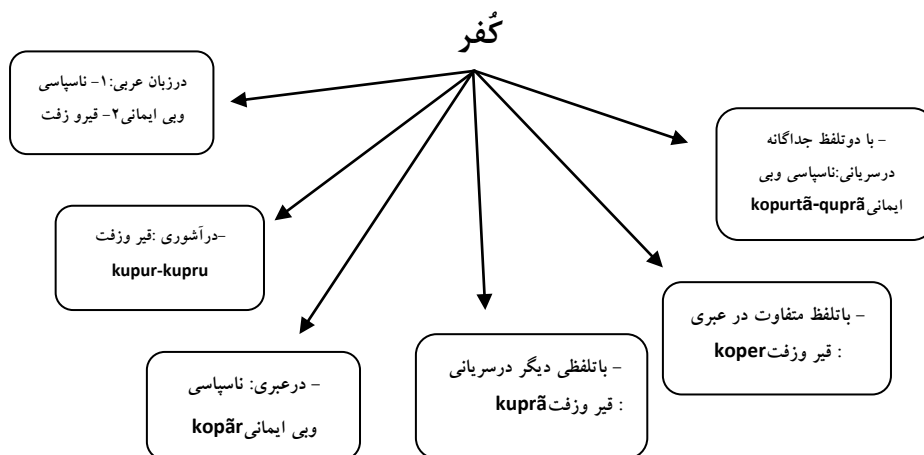 کُفر
- با دوتلفظ جداگانه
درسریانی:ناسپاسی وبی
ایمانیkopurtã-quprã
- باتلفظ متفاوت در عبری
: قیر وزفتkoper
- باتلفظی دیگر درسریانی
: قیر وزفتkuprã
- درعبری: ناسپاسی
وبی ایمانیkopãr
-درآشوری :قیر وزفت
kupur-kupru
درزبان عربی:۱- ناسپاسی
وبی ایمانی۲- قیرو زفت